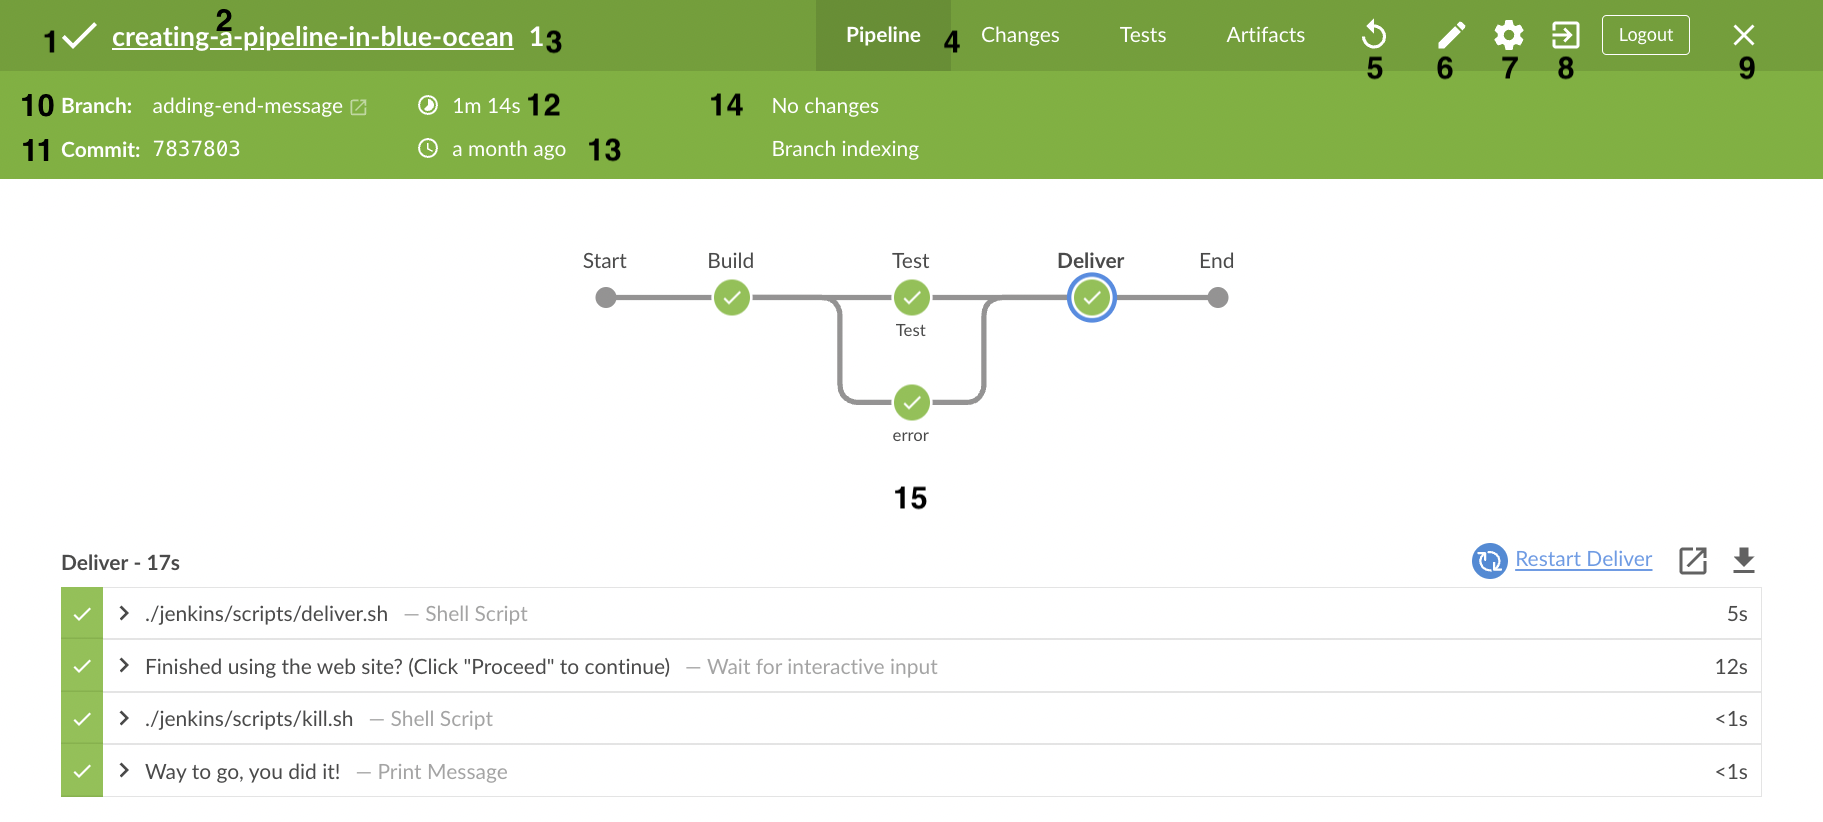 1 creating-a-pipeline-in-blue-ocean 1 3
2
Pipeline 4 Changes Tests Artifacts Logout
5 6 7 8 9
10 Branch: adding-end-message 1m 14s 12 14 No changes
11 Commit: 7837803 a month ago 13 Branch indexing
Start Build Test Deliver End
Test
error
15
Deliver - 17s Restart Deliver
./jenkins/scripts/deliver.sh — Shell Script 5s
Finished using the web site? (Click "Proceed" to continue) — Wait for interactive input 12s
./jenkins/scripts/kill.sh — Shell Script <1s
Way to go, you did it! — Print Message <1s